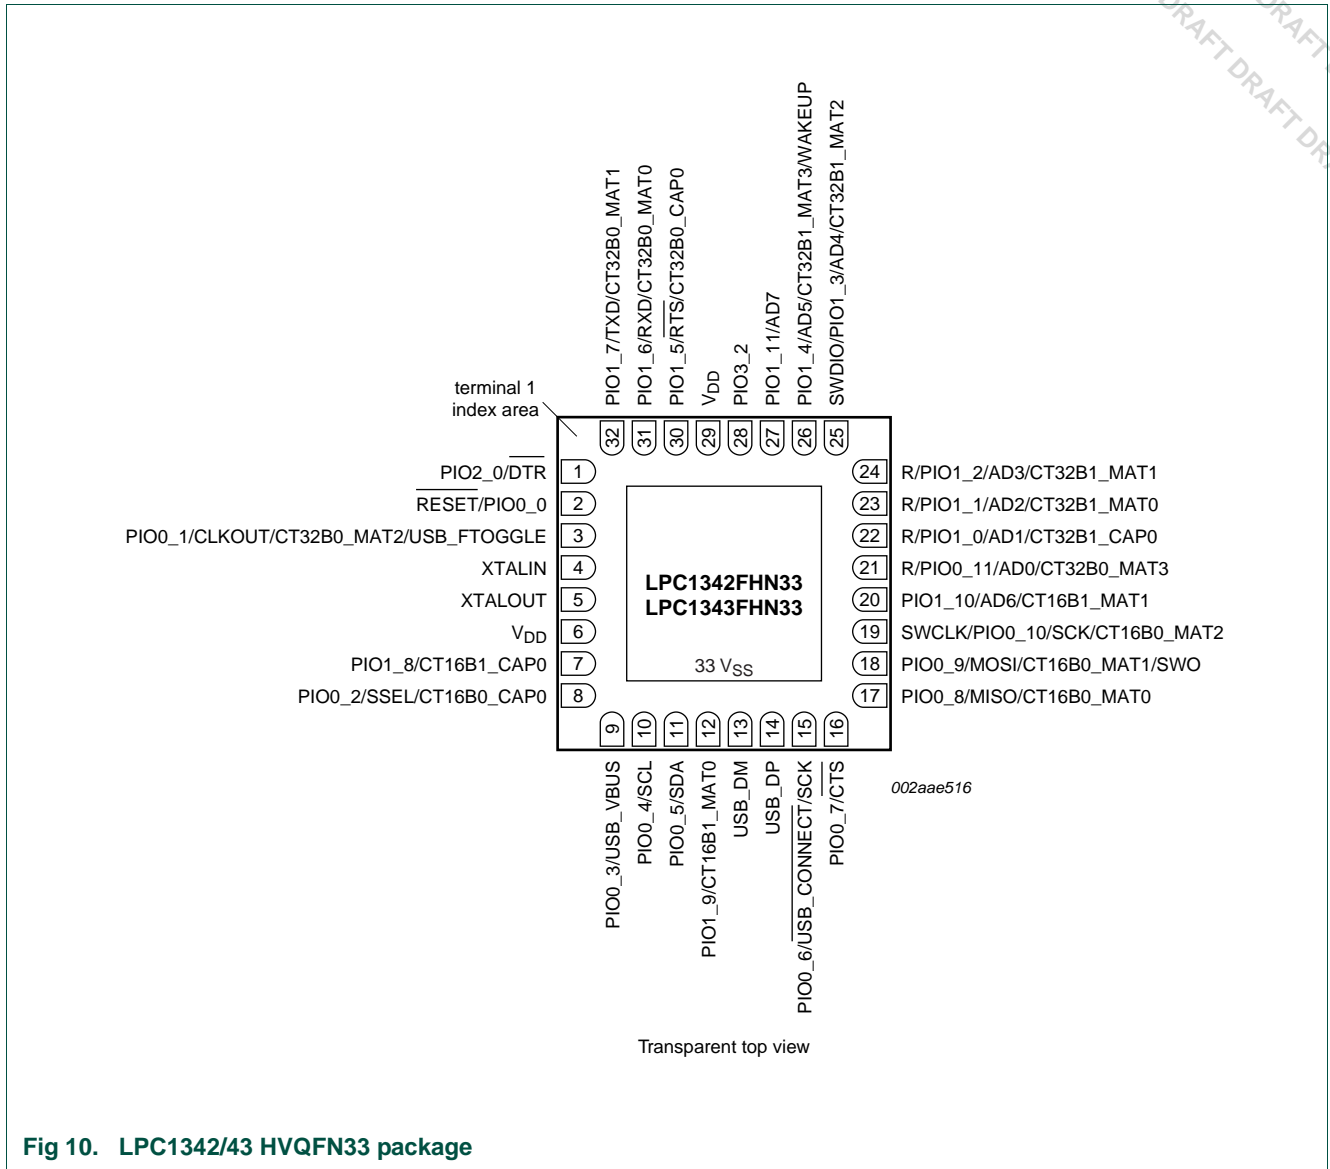 DRAFT DRAFT DR
DRAFT
PIO1_7/TXD/CT32B0_MAT1
PIO1_6/RXD/CT32B0_MAT0
PIO1_5/RTS/CT32B0_CAP0
VDD
PIO3_2
PIO1_11/AD7
PIO1_4/AD5/CT32B1_MAT3/WAKEUP
SWDIO/PIO1_3/AD4/CT32B1_MAT2
terminal 1
index area
32 31 30 29 28 27 26 25
PIO2_0/DTR 1
RESET/PIO0_0 2
PIO0_1/CLKOUT/CT32B0_MAT2/USB_FTOGGLE 3
XTALIN 4
XTALOUT 5
VDD 6
PIO1_8/CT16B1_CAP0 7
PIO0_2/SSEL/CT16B0_CAP0 8
24 R/PIO1_2/AD3/CT32B1_MAT1
23 R/PIO1_1/AD2/CT32B1_MAT0
22 R/PIO1_0/AD1/CT32B1_CAP0
21 R/PIO0_11/AD0/CT32B0_MAT3
20 PIO1_10/AD6/CT16B1_MAT1
19 SWCLK/PIO0_10/SCK/CT16B0_MAT2
18 PIO0_9/MOSI/CT16B0_MAT1/SWO
17 PIO0_8/MISO/CT16B0_MAT0
LPC1342FHN33
LPC1343FHN33
33 VSS
9 10 11 12 13 14 15 16
PIO0_3/USB_VBUS
PIO0_4/SCL
PIO0_5/SDA
PIO1_9/CT16B1_MAT0
USB_DM
USB_DP
PIO0_6/USB_CONNECT/SCK
PIO0_7/CTS
002aae516
Transparent top view
Fig 10. LPC1342/43 HVQFN33 package